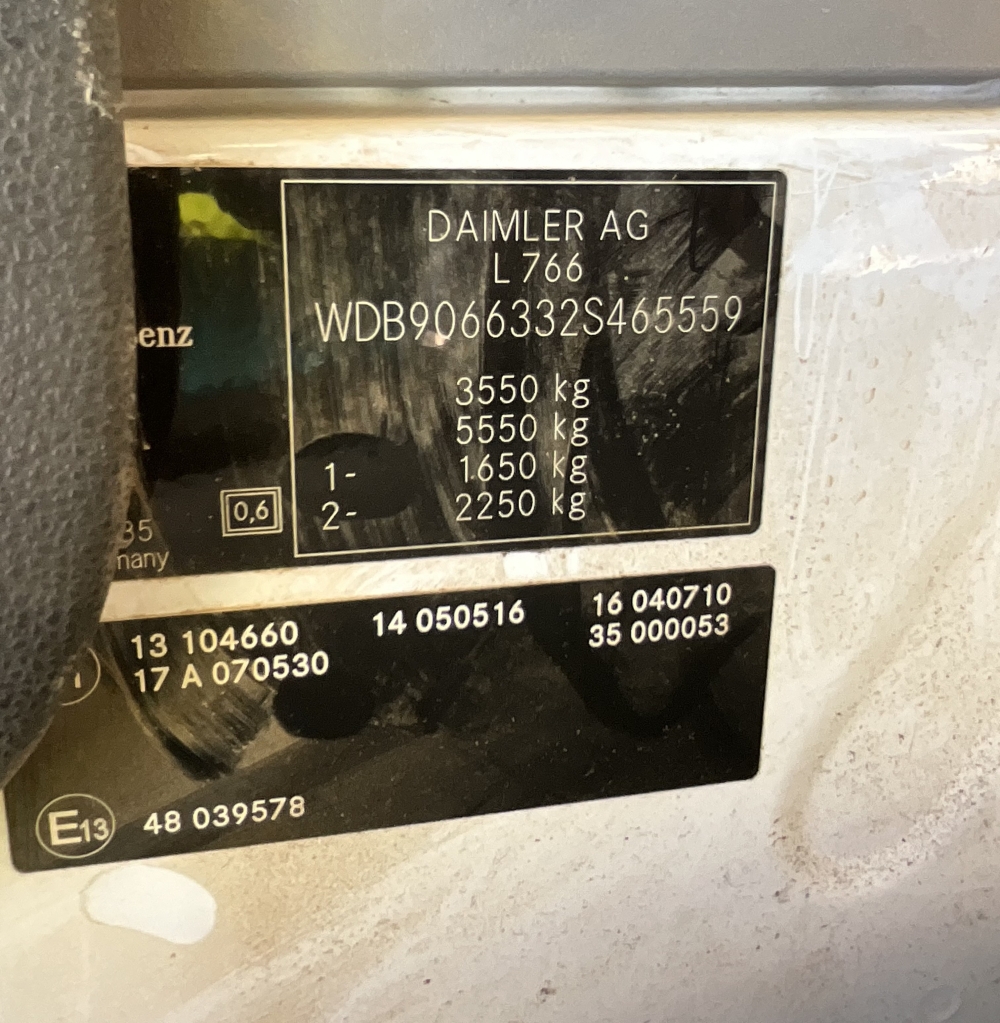 DAIMLER AG
L 766
WDB9066332S465559
enz
3550 kg
5550 kg
1- 1650 kg
2- 2250 kg
0,6
35
many
13 104660 14 050516 16 040710
17 A 070530 35 000053
E13 48 039578